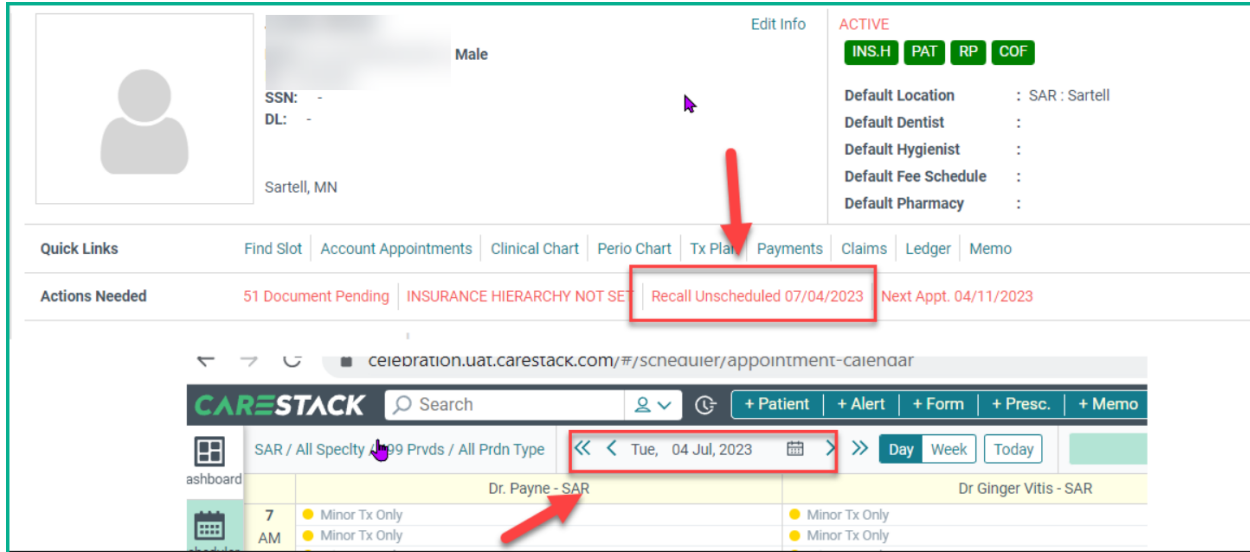 Edit Info
ACTIVE
Male
INS.H PAT RP COF
SSN: -
DL: -
Default Location : SAR : Sartell
Default Dentist :
Default Hygienist :
Default Fee Schedule :
Default Pharmacy :
Sartell, MN
Quick Links Find Slot Account Appointments Clinical Chart Perio Chart Tx Plan Payments Claims Ledger Memo
Actions Needed 51 Document Pending INSURANCE HIERARCHY NOT SET Recall Unscheduled 07/04/2023 Next Appt. 04/11/2023
celebration.uat.carestack.com/#/scheduler/appointment-calendar
CARESTACK Search + Patient + Alert + Form + Presc. + Memo
SAR / All Speclty / 99 Prvds / All Prdn Type Tue, 04 Jul, 2023 Day Week Today
ashboard
Dr. Payne - SAR Dr Ginger Vitis - SAR
7 Minor Tx Only Minor Tx Only
AM Minor Tx Only Minor Tx Only